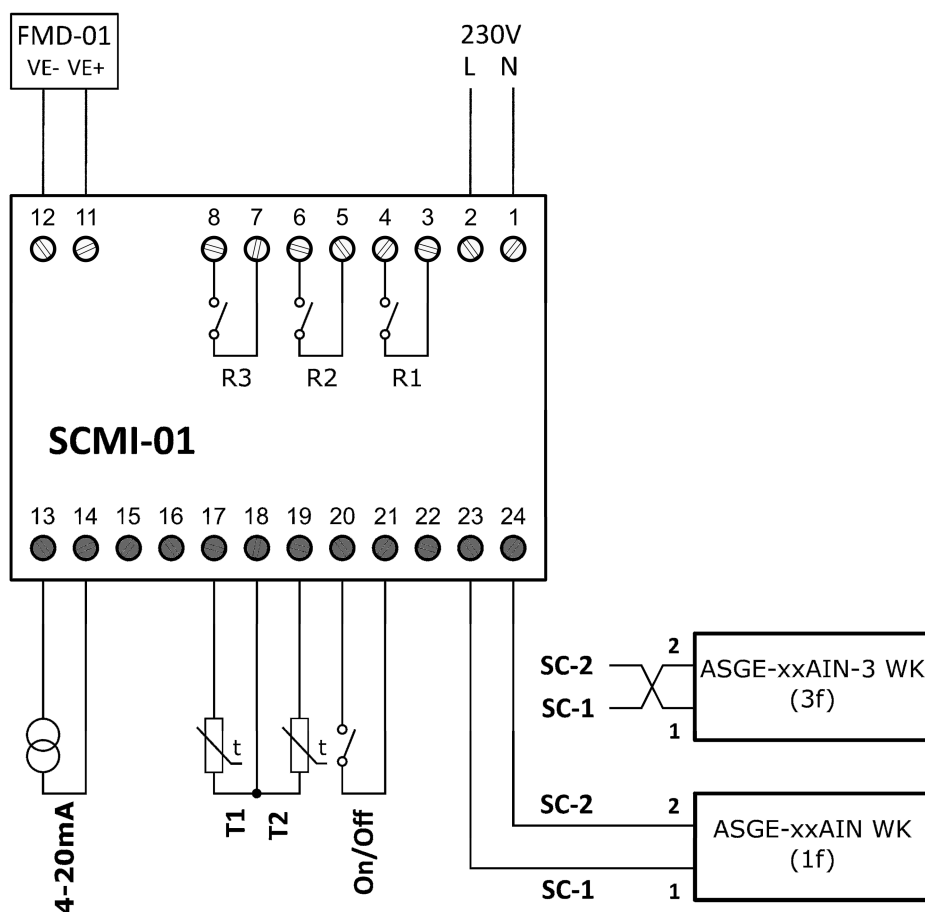 FMD-01
VE- VE+
230V
L N
12 11 8 7 6 5 4 3 2 1
R3 R2 R1
SCMI-01
13 14 15 16 17 18 19 20 21 22 23 24
4-20mA
t
T1
T2
t
On/Off
SC-2
SC-1
2
1
ASGE-xxAIN-3 WK
(3f)
SC-2
SC-1
2
1
ASGE-xxAIN WK
(1f)